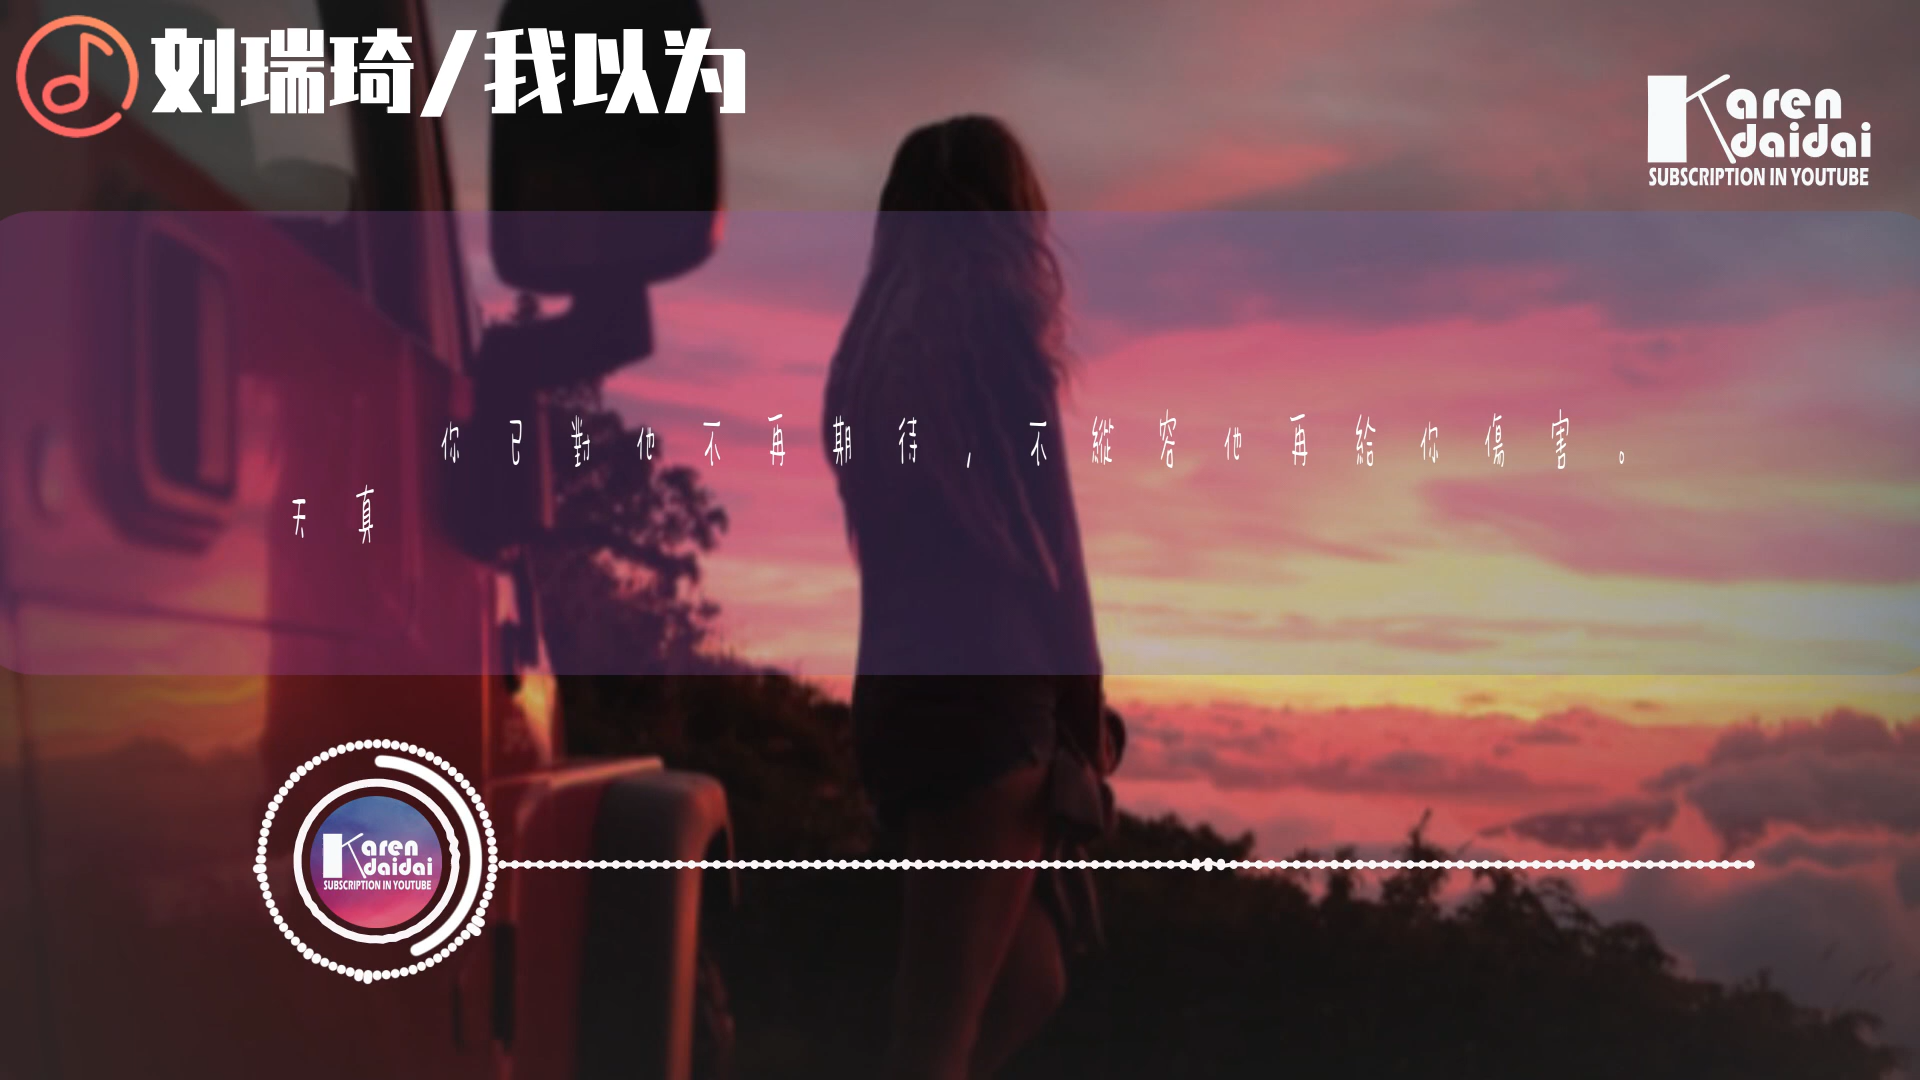 刘瑞琦/我以为
Karen
daidai
SUBSCRIPTION IN YOUTUBE
你已對他不再期待,不縱容他再給你傷害。
天真
Karen
daidai
SUBSCRIPTION IN YOUTUBE